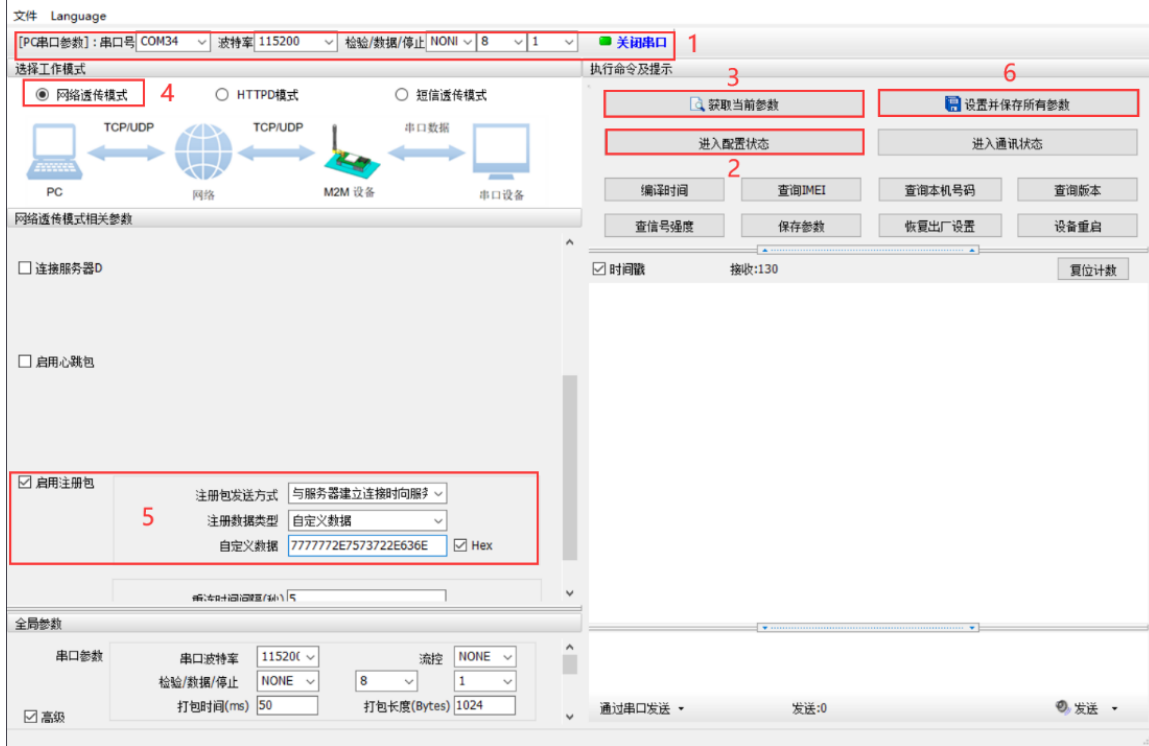 文件 Language
[PC串口参数]：串口号 COM34 波特率 115200 检验/数据/停止 NONI 8 1 关闭串口 1
选择工作模式
网络透传模式 4 HTTPD模式 短信透传模式
TCP/UDP TCP/UDP 串口数据
PC 网络 M2M 设备 串口设备
网络透传模式相关参数
连接服务器D
启用心跳包
启用注册包
注册包发送方式 与服务器建立连接时向服务
5 注册数据类型 自定义数据
自定义数据 7777772E7573722E636E Hex
重连时间间隔(秒) 5
全局参数
串口参数 串口波特率 11520( 流控 NONE
检验/数据/停止 NONE 8 1
打包时间(ms) 50 打包长度(Bytes) 1024
高级
执行命令及提示
3 6
获取当前参数 设置并保存所有参数
进入配置状态 进入通讯状态
2
编译时间 查询IMEI 查询本机号码 查询版本
查信号强度 保存参数 恢复出厂设置 设备重启
时间戳 接收:130 复位计数
通过串口发送 发送:0 发送